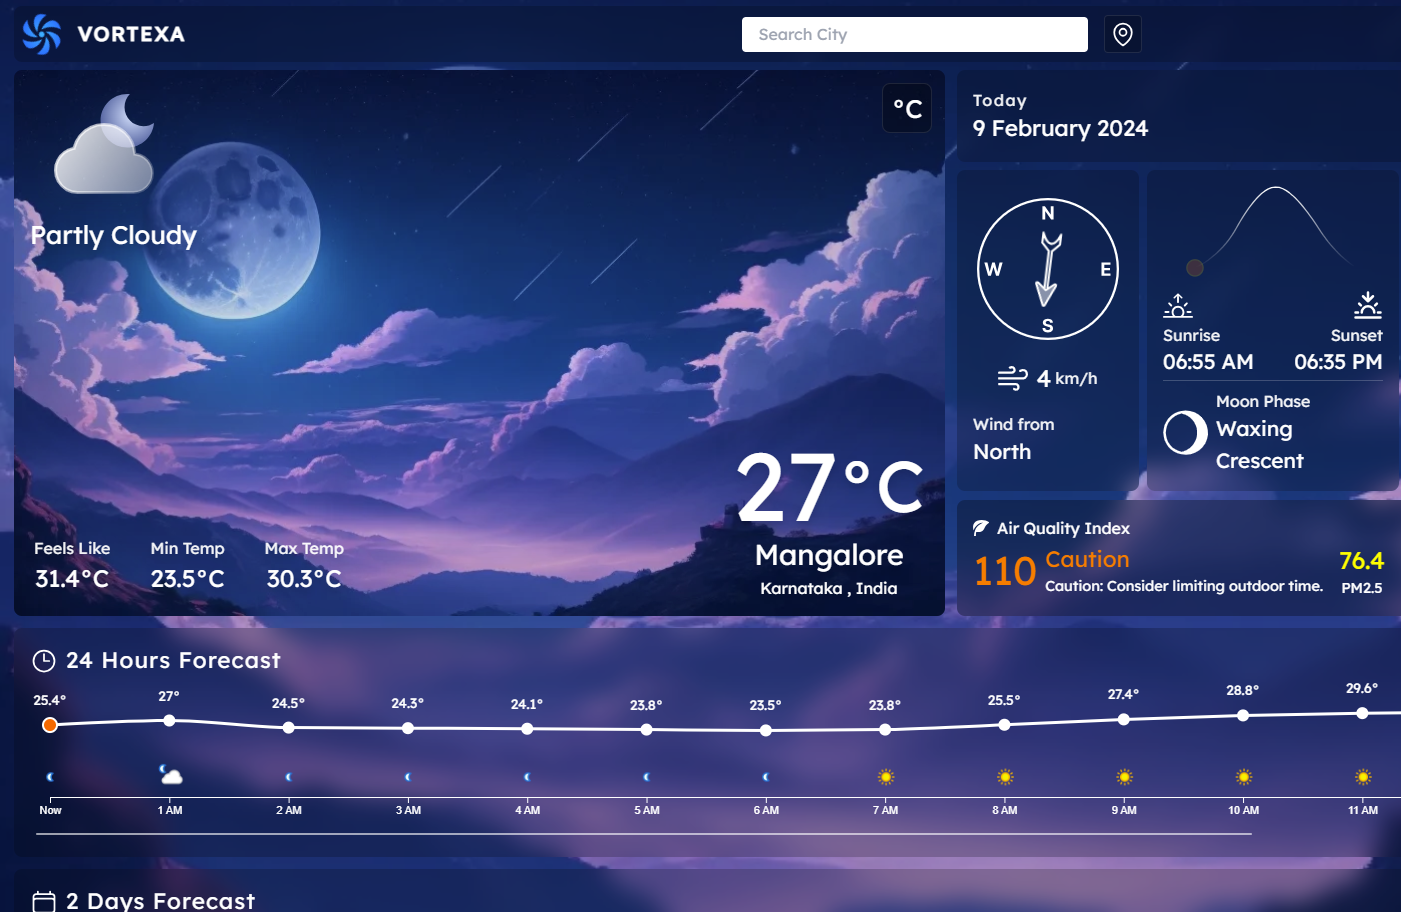 VORTEXA
Search City
°C
Partly Cloudy
27°C
Mangalore
Karnataka , India
Feels Like
31.4°C
Min Temp
23.5°C
Max Temp
30.3°C
Today
9 February 2024
N
W
E
S
4 km/h
Wind from
North
Sunrise
06:55 AM
Sunset
06:35 PM
Moon Phase
Waxing
Crescent
Air Quality Index
110
Caution
Caution: Consider limiting outdoor time.
76.4
PM2.5
24 Hours Forecast
25.4° 27° 24.5° 24.3° 24.1° 23.8° 23.5° 23.8° 25.5° 27.4° 28.8° 29.6°
Now 1 AM 2 AM 3 AM 4 AM 5 AM 6 AM 7 AM 8 AM 9 AM 10 AM 11 AM
2 Days Forecast